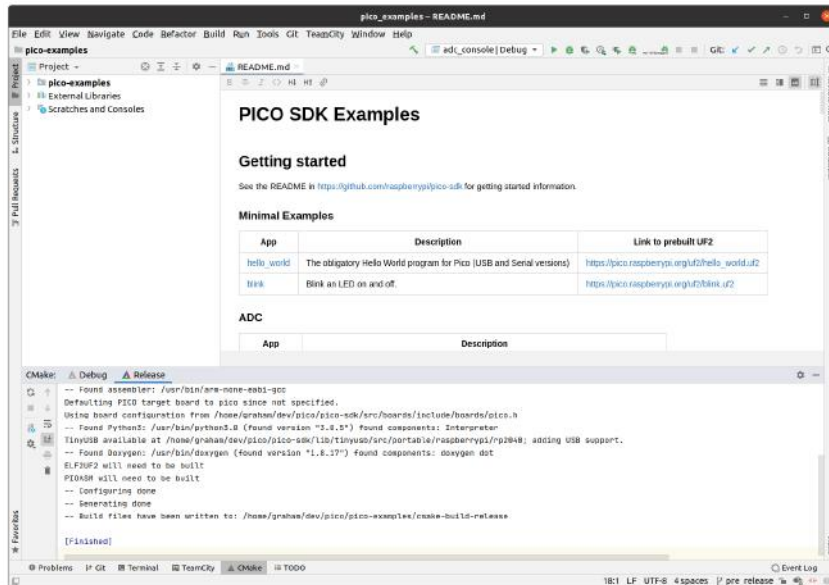 pico_examples – README.md
File Edit View Navigate Code Refactor Build Run Tools Git TeamCity Window Help
pico-examples
adc_console | Debug
Git:
Project
README.md
pico-examples
External Libraries
Scratches and Consoles
Project
Structure
Pull Requests
Favorites
H1 H↑
PICO SDK Examples
Getting started
See the README in https://github.com/raspberrypi/pico-sdk for getting started information.
Minimal Examples
App Description Link to prebuilt UF2
hello_world The obligatory Hello World program for Pico (USB and Serial versions) https://pico.raspberrypi.org/uf2/hello_world.uf2
blink Blink an LED on and off. https://pico.raspberrypi.org/uf2/blink.uf2
ADC
App Description
CMake: Debug Release
-- Found assembler: /usr/bin/arm-none-eabi-gcc
Defaulting PICO target board to pico since not specified.
Using board configuration from /home/graham/dev/pico/pico-sdk/src/boards/include/boards/pico.h
-- Found Python3: /usr/bin/python3.8 (found version "3.8.5") found components: Interpreter
TinyUSB available at /home/graham/dev/pico/pico-sdk/lib/tinyusb/src/portable/raspberrypi/rp2040; adding USB support.
-- Found Doxygen: /usr/bin/doxygen (found version "1.8.17") found components: doxygen dot
ELF2UF2 will need to be built
PIOASM will need to be built
-- Configuring done
-- Generating done
-- Build files have been written to: /home/graham/dev/pico/pico-examples/cmake-build-release
[Finished]
Problems Git Terminal TeamCity CMake TODO Event Log
18:1 LF UTF-8 4 spaces pre release